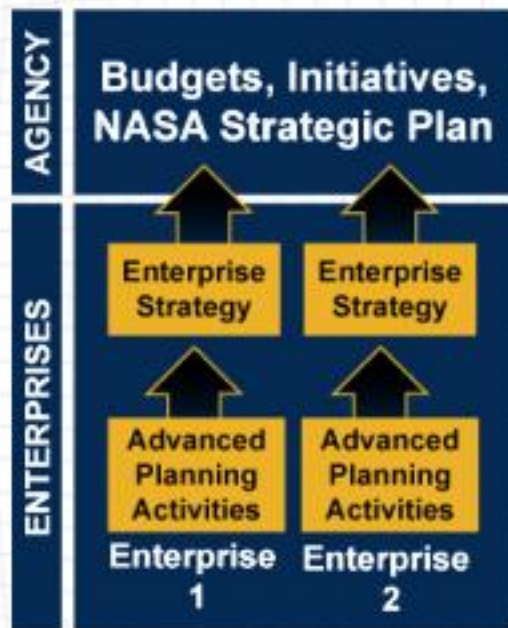 AGENCY
Budgets, Initiatives,
NASA Strategic Plan
ENTERPRISES
Enterprise
Strategy
Enterprise
Strategy
Advanced
Planning
Activities
Advanced
Planning
Activities
Enterprise
1
Enterprise
2